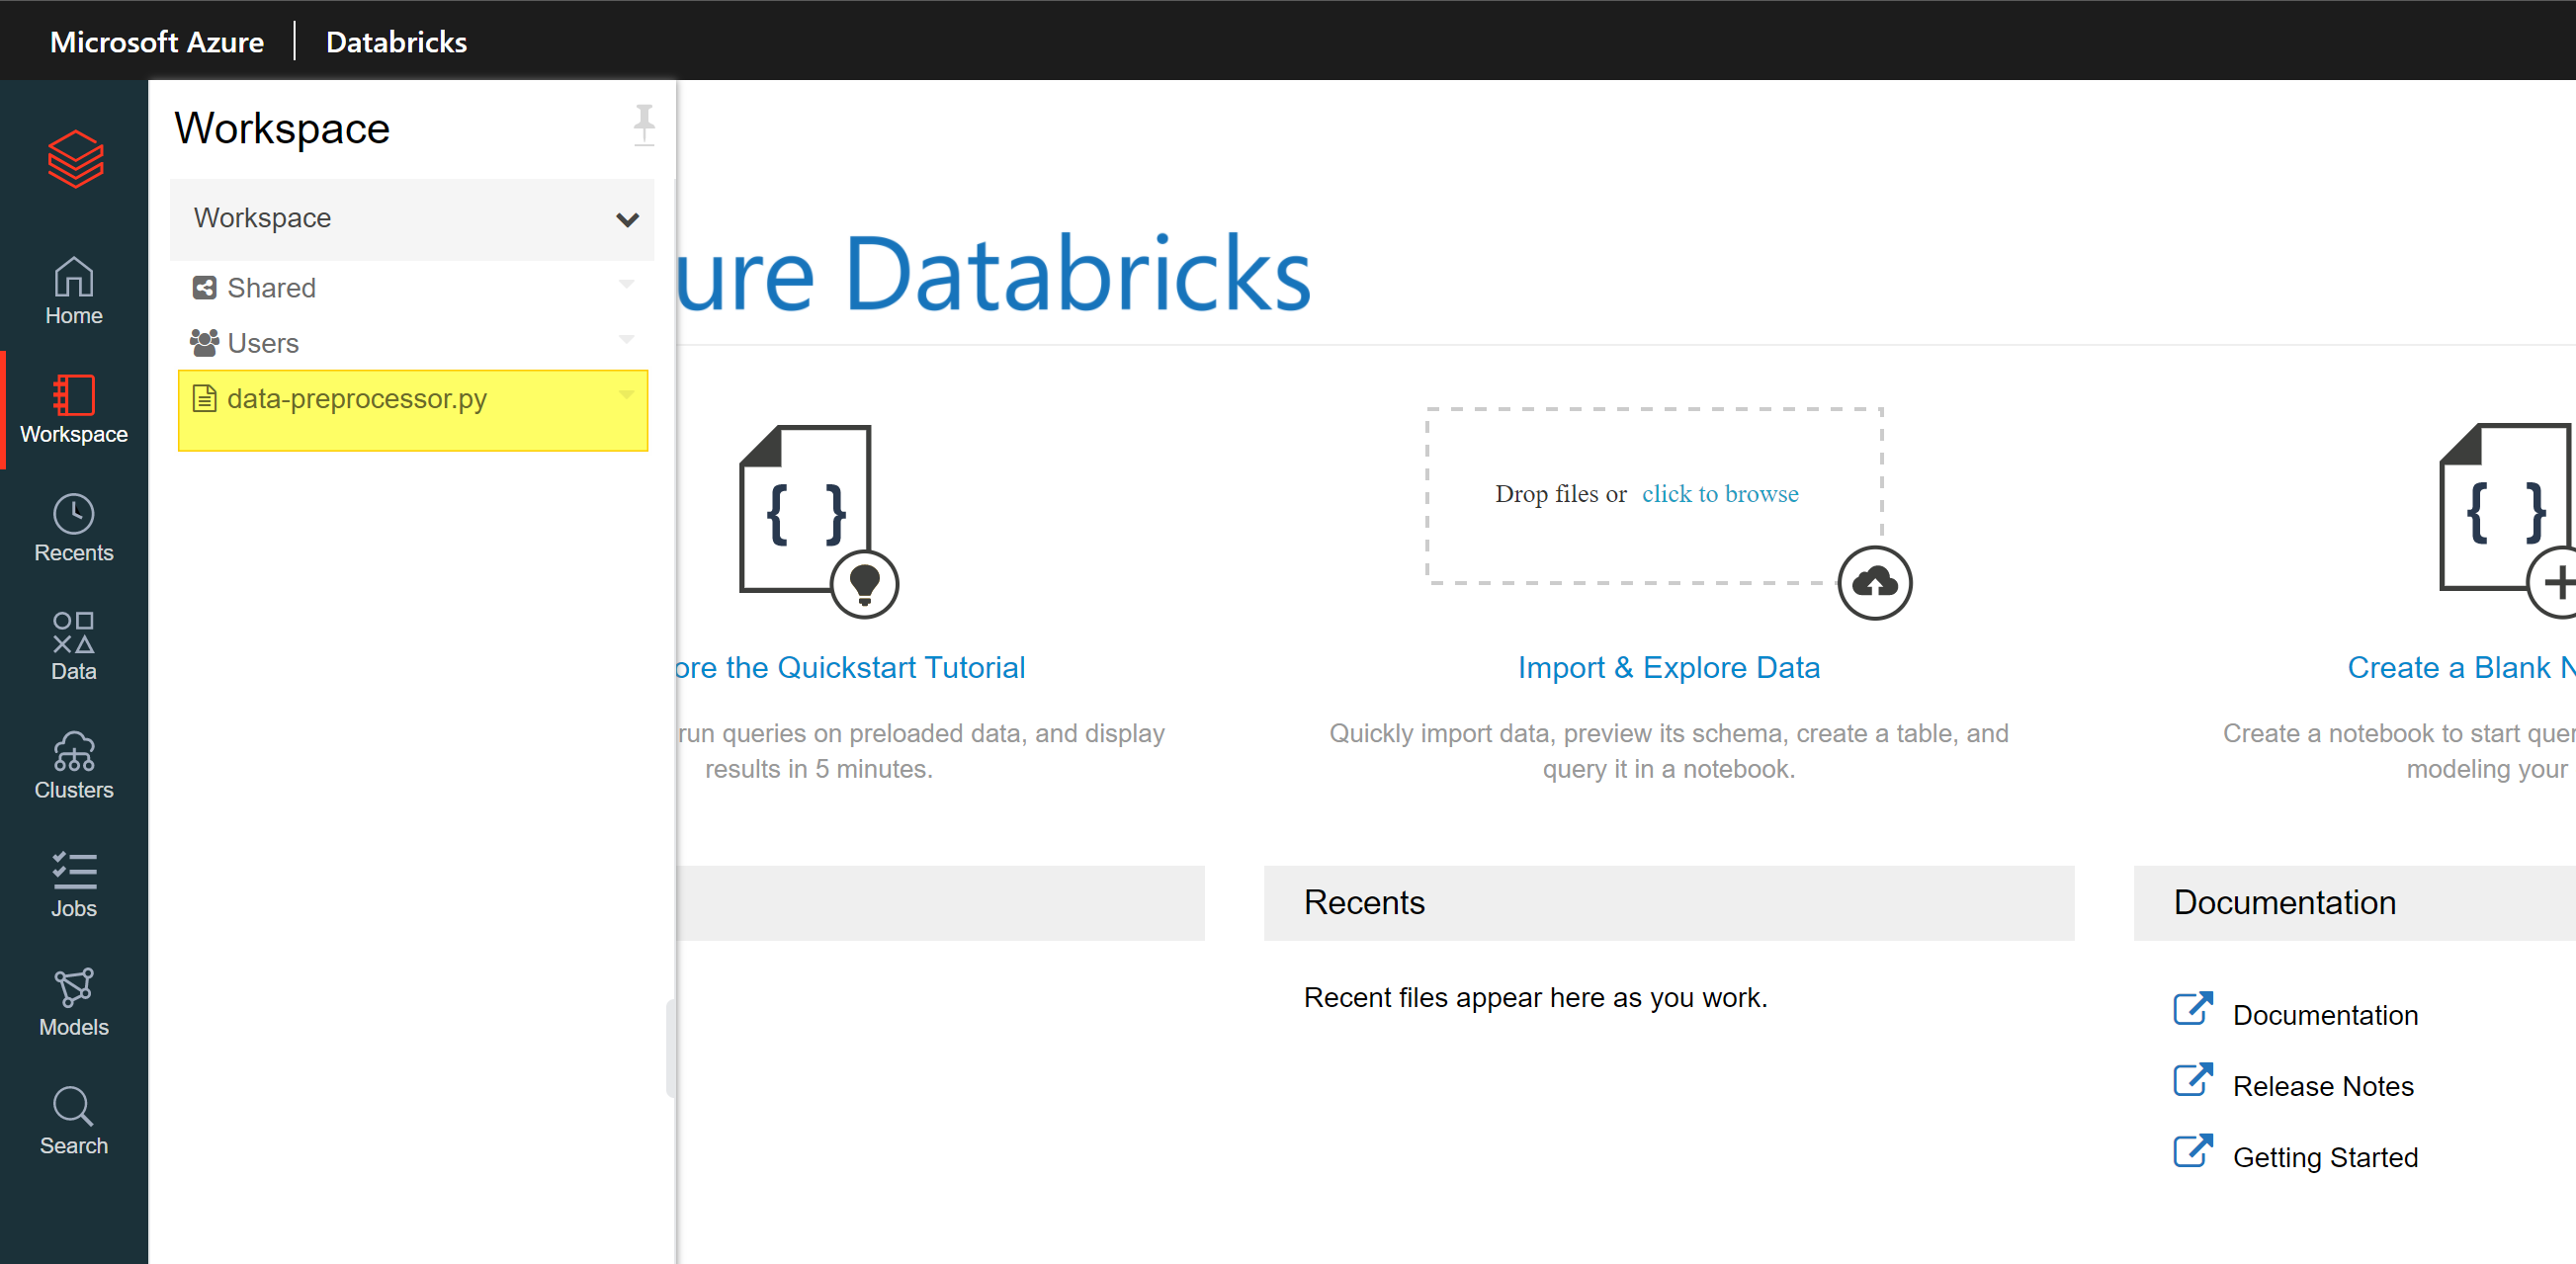 Microsoft Azure | Databricks
Workspace
Workspace
Shared
Users
data-preprocessor.py
Home
Workspace
Recents
Data
Clusters
Jobs
Models
Search
ure Databricks
{ }
Drop files or click to browse
{ }
ore the Quickstart Tutorial
run queries on preloaded data, and display
results in 5 minutes.
Import & Explore Data
Quickly import data, preview its schema, create a table, and
query it in a notebook.
Create a Blank N
Create a notebook to start quer
modeling your
Recents
Recent files appear here as you work.
Documentation
Documentation
Release Notes
Getting Started